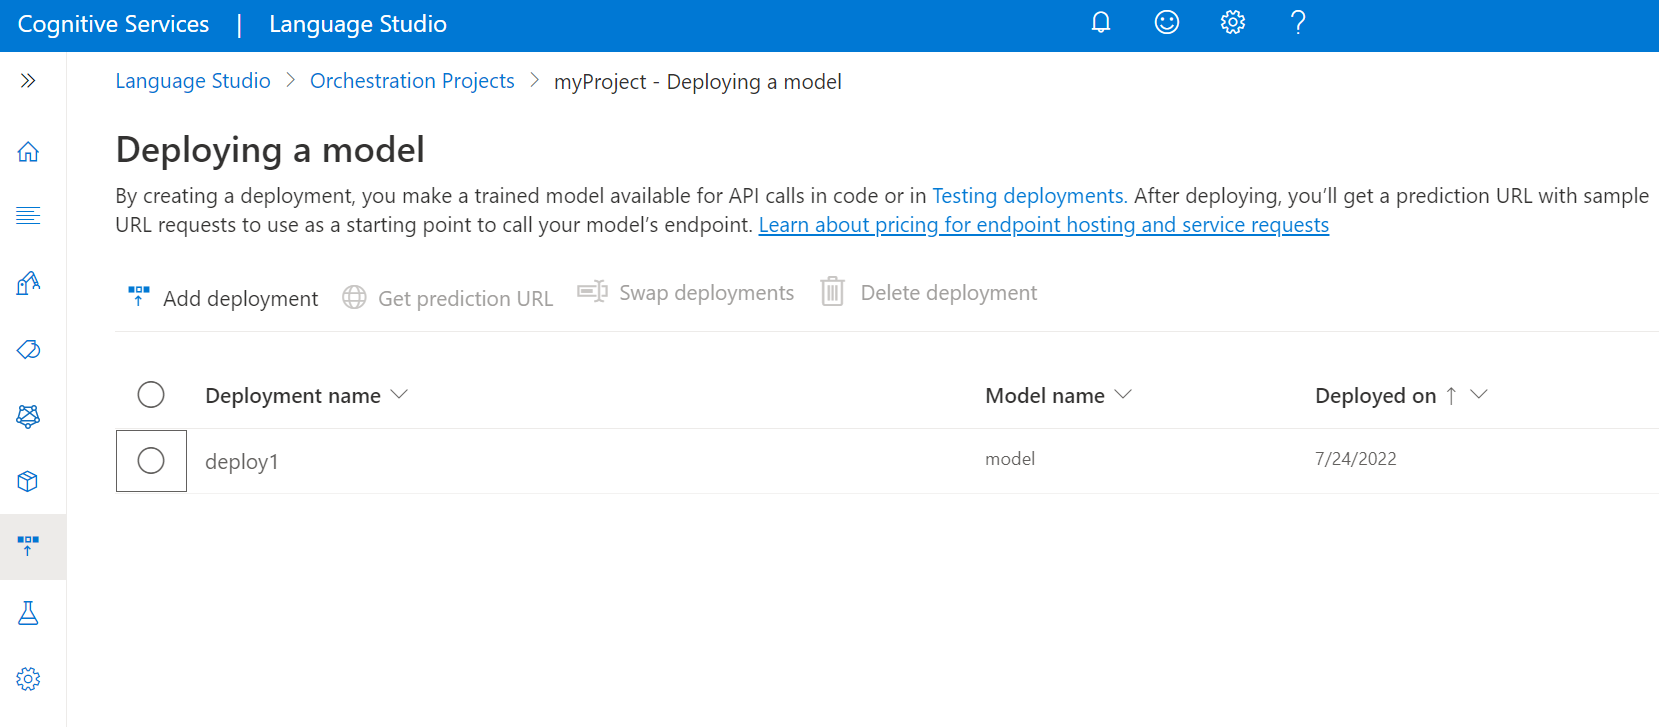 Cognitive Services | Language Studio
Language Studio > Orchestration Projects > myProject - Deploying a model
Deploying a model
By creating a deployment, you make a trained model available for API calls in code or in Testing deployments. After deploying, you’ll get a prediction URL with sample
URL requests to use as a starting point to call your model’s endpoint. Learn about pricing for endpoint hosting and service requests
Add deployment Get prediction URL Swap deployments Delete deployment
Deployment name Model name Deployed on ↑
deploy1 model 7/24/2022